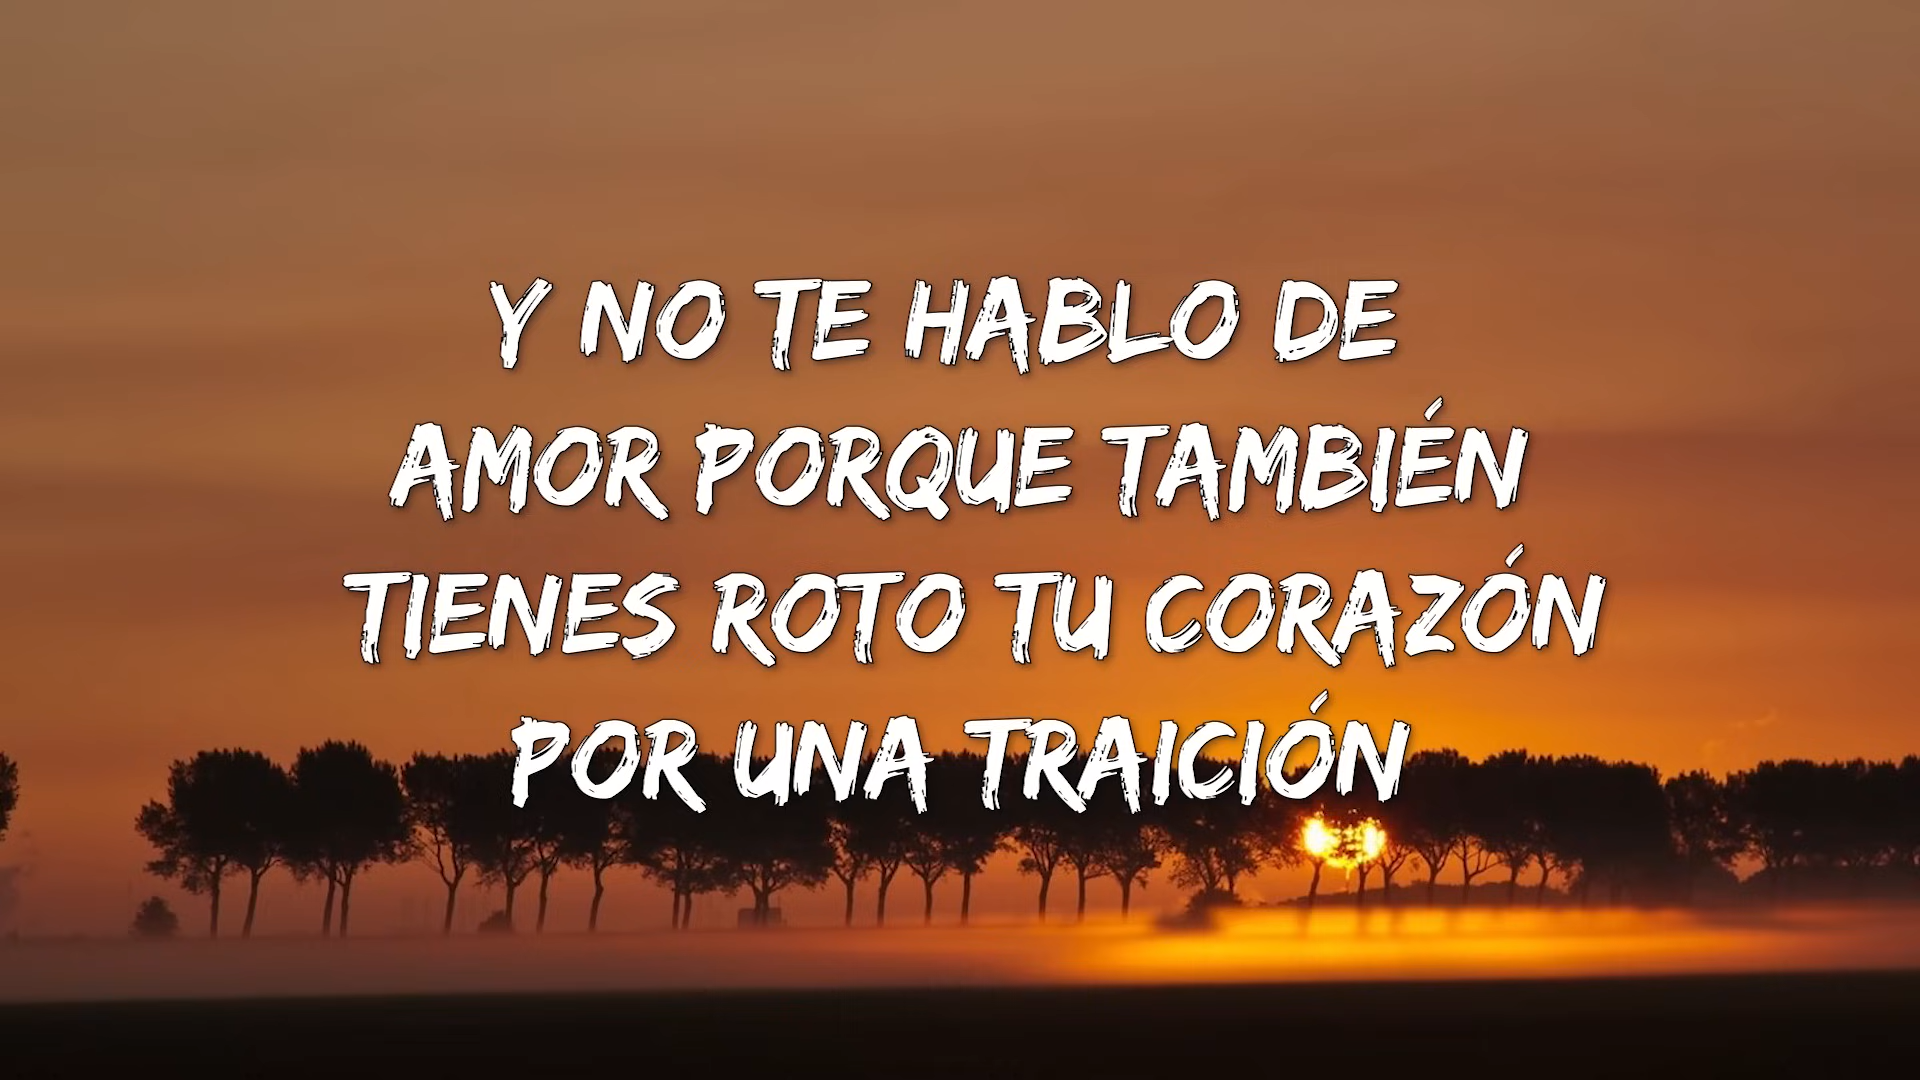 Y NO TE HABLO DE
AMOR PORQUE TAMBIÉN
TIENES ROTO TU CORAZÓN
POR UNA TRAICIÓN